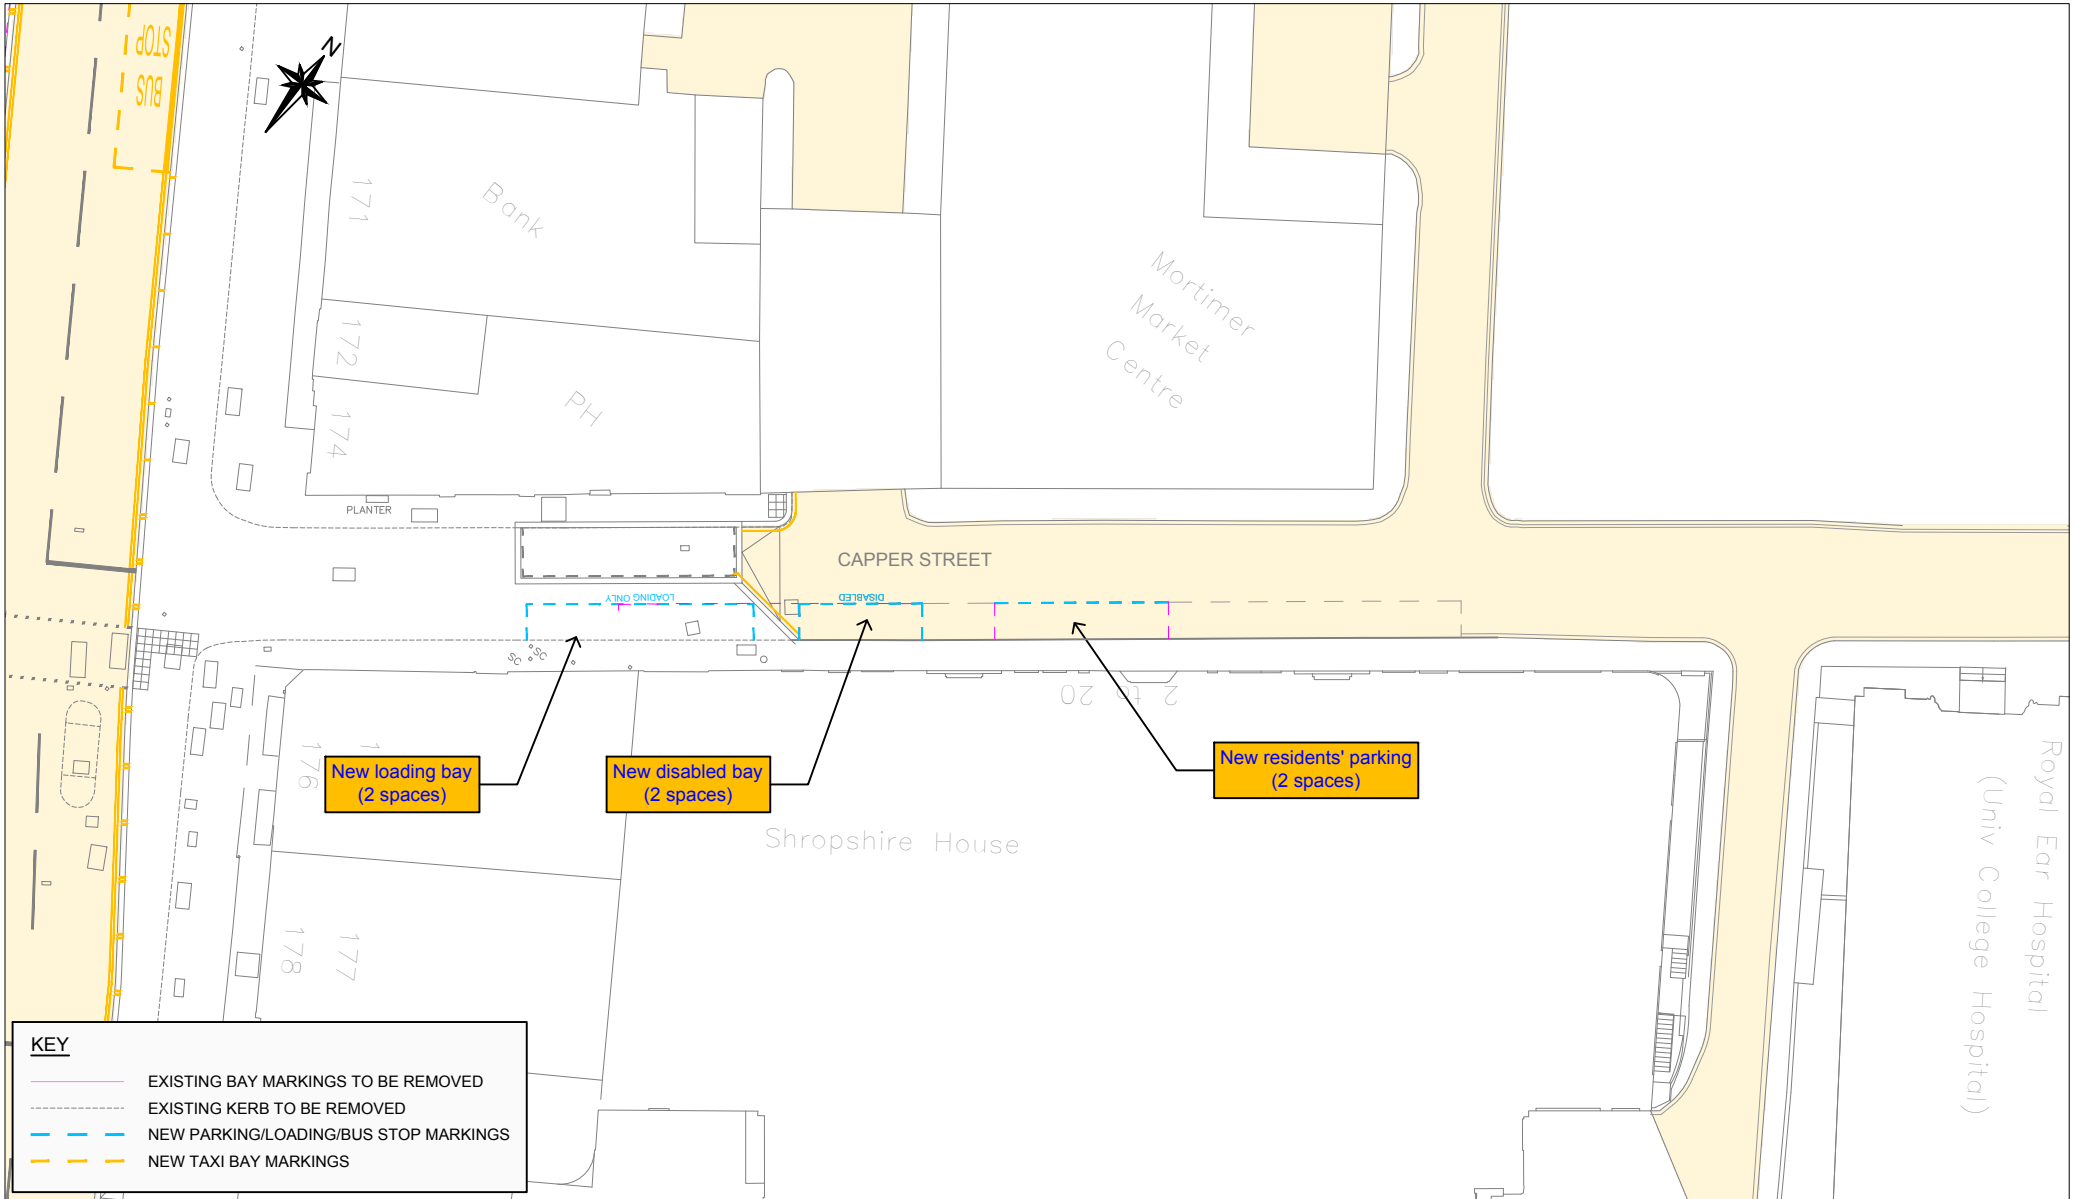 STOP
BUS
N
171
Bank
172
174
PH
Mortimer
Market
Centre
PLANTER
CAPPER STREET
LOADING ONLY
DISABLED
SC
SC
2 to 20
176
1
New loading bay
(2 spaces)
New disabled bay
(2 spaces)
New residents' parking
(2 spaces)
Shropshire House
177
178
Royal Ear Hospital
(Univ College Hospital)
KEY
EXISTING BAY MARKINGS TO BE REMOVED
EXISTING KERB TO BE REMOVED
NEW PARKING/LOADING/BUS STOP MARKINGS
NEW TAXI BAY MARKINGS